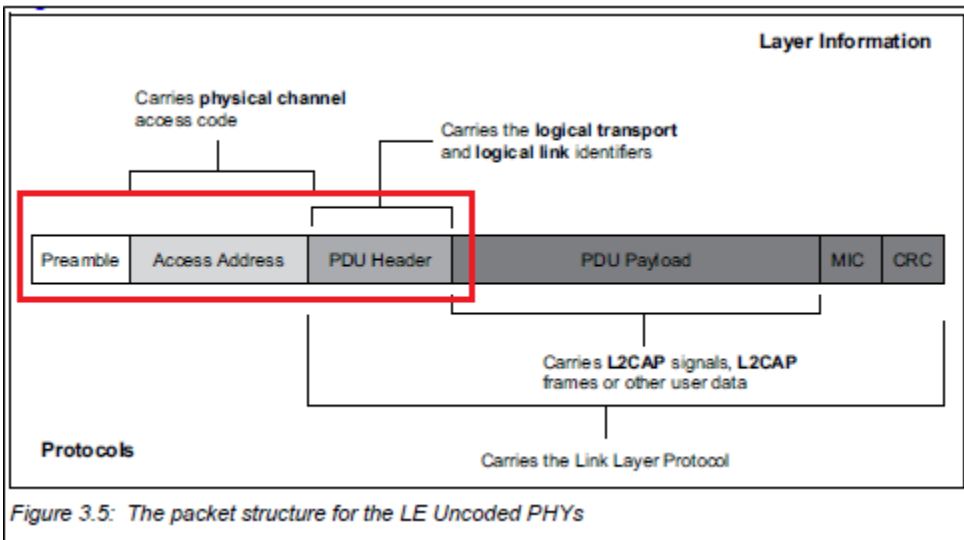 Layer Information
Carries physical channel
access code
Carries the logical transport
and logical link identifiers
Preamble Access Address PDU Header PDU Payload MIC CRC
Carries L2CAP signals, L2CAP
frames or other user data
Protocols
Carries the Link Layer Protocol
Figure 3.5: The packet structure for the LE Uncoded PHYs